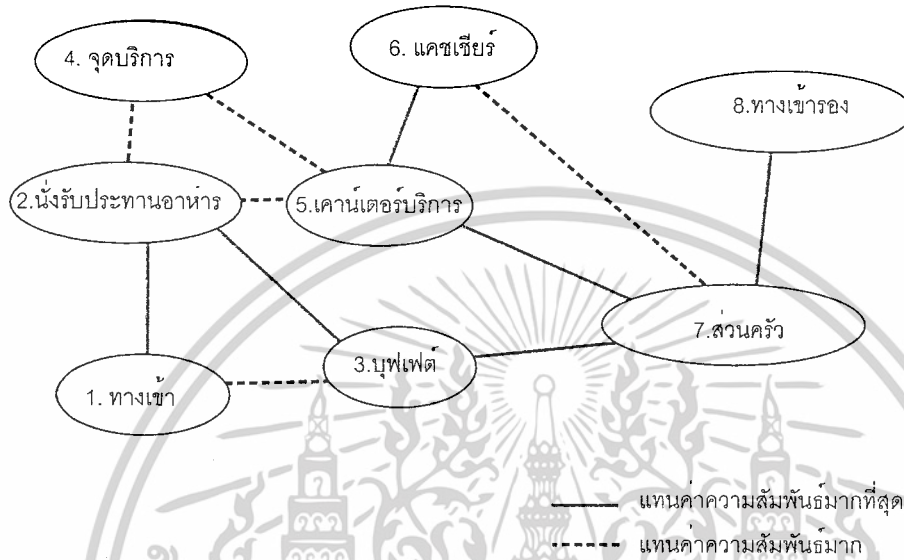 4. จุดบริการ
6. แคชเชียร์
8.ทางเข้ารอง
2.นั่งรับประทานอาหาร
5.เคาน์เตอร์บริการ
7.ส่วนครัว
3.บุฟเฟต์
1. ทางเข้า
แทนค่าความสัมพันธ์มากที่สุด
แทนค่าความสัมพันธ์มาก